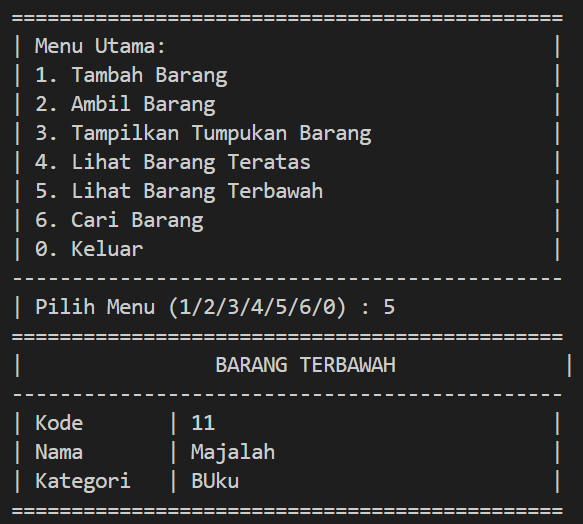 ==============================================
| Menu Utama:                                |
| 1. Tambah Barang                           |
| 2. Ambil Barang                            |
| 3. Tampilkan Tumpukan Barang               |
| 4. Lihat Barang Teratas                    |
| 5. Lihat Barang Terbawah                   |
| 6. Cari Barang                             |
| 0. Keluar                                  |
----------------------------------------------
| Pilih Menu (1/2/3/4/5/6/0) : 5
==============================================
|                BARANG TERBAWAH              |
----------------------------------------------
| Kode       | 11                            |
| Nama       | Majalah                       |
| Kategori   | BUku                          |
==============================================